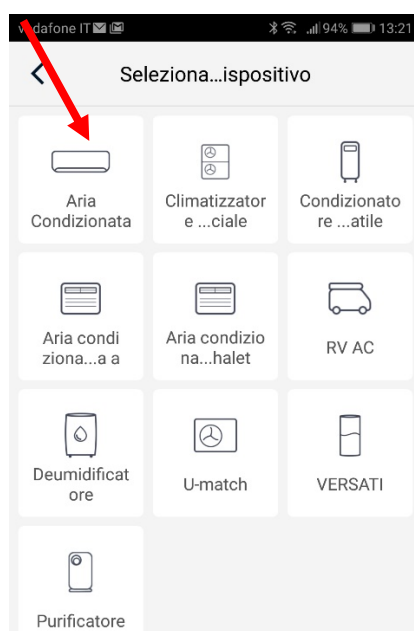 vodafone IT 94% 13:21
Seleziona...ispositivo
Aria
Condizionata
Climatizzator
e ...ciale
Condizionato
re ...atile
Aria condi
ziona...a a
Aria condizio
na...halet
RV AC
Deumidificat
ore
U-match
VERSATI
Purificatore